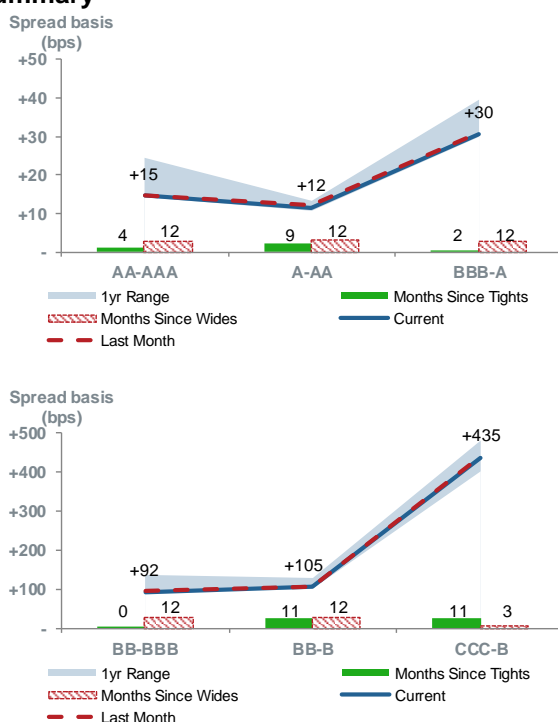 Spread basis
(bps)
+50
+40
+30
+20
+10
-
+15
+12
+30
4
12
9
12
2
12
AA-AAA
A-AA
BBB-A
1yr Range
Months Since Tights
Months Since Wides
Current
Last Month
Spread basis
(bps)
+500
+400
+300
+200
+100
-
+92
+105
+435
0
12
11
12
11
3
BB-BBB
BB-B
CCC-B
1yr Range
Months Since Tights
Months Since Wides
Current
Last Month